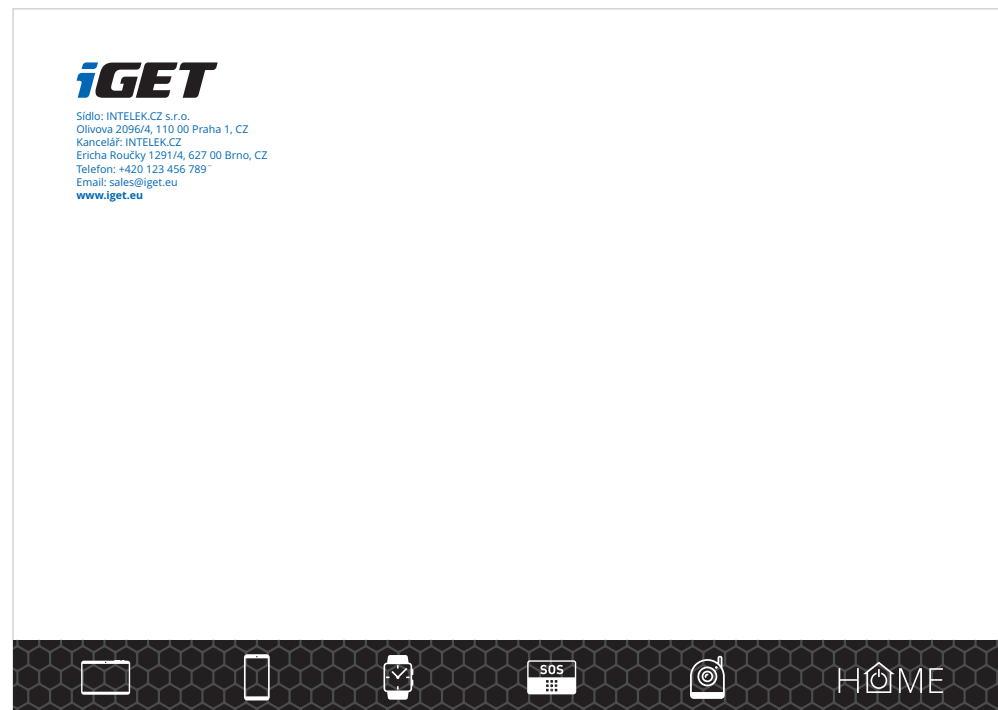 iGET
Sídlo: INTELEK.CZ s.r.o.
Olivova 2096/4, 110 00 Praha 1, CZ
Kancelář: INTELEK.CZ
Ericha Roučky 1291/4, 627 00 Brno, CZ
Telefon: +420 123 456 789¨
Email: sales@iget.eu
www.iget.eu
SOS
HOME